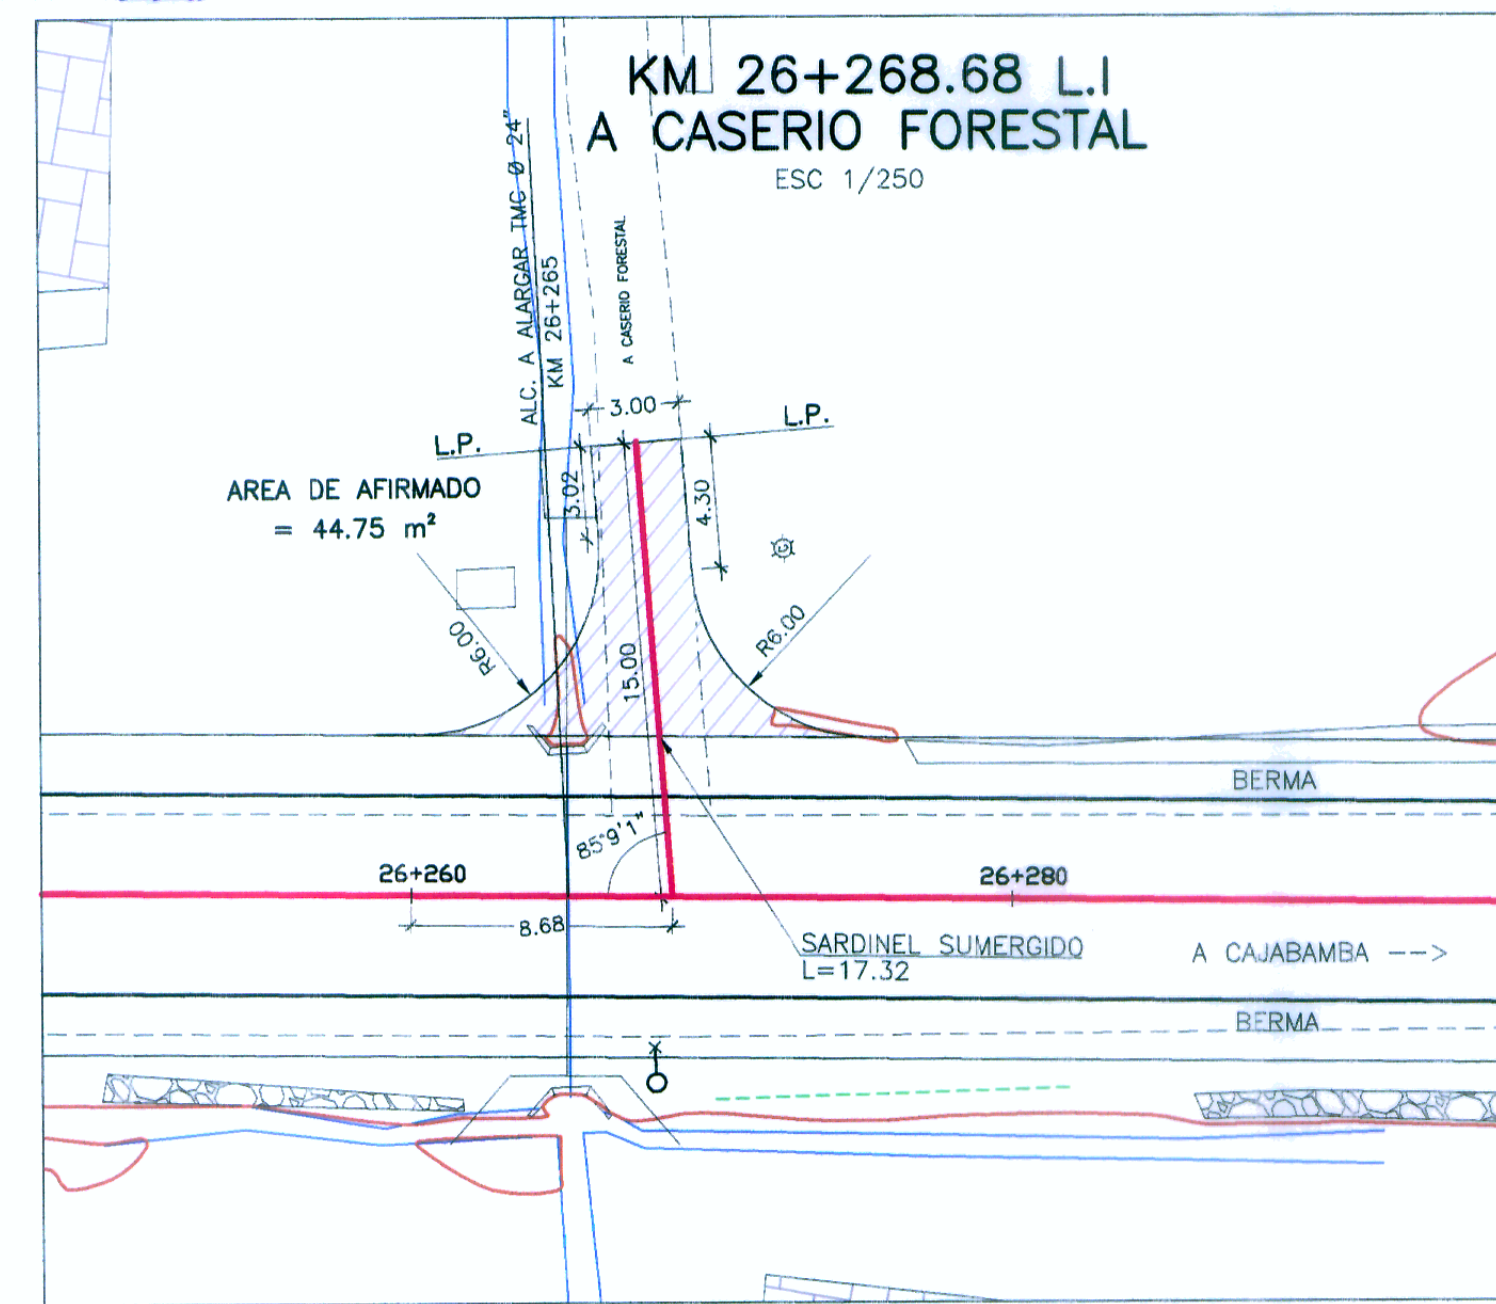 KM 26+268.68 L.I
A CASERIO FORESTAL
ESC 1/250
ALC. A ALARGAR TMC Ø 24"
KM 26+265
A CASERIO FORESTAL
3.00
L.P.
L.P.
AREA DE AFIRMADO
= 44.75 m²
3.02
4.30
R6.00
R6.00
15.00
BERMA
85°9'1"
26+260
26+280
8.68
SARDINEL SUMERGIDO
L=17.32
A CAJABAMBA -->
BERMA